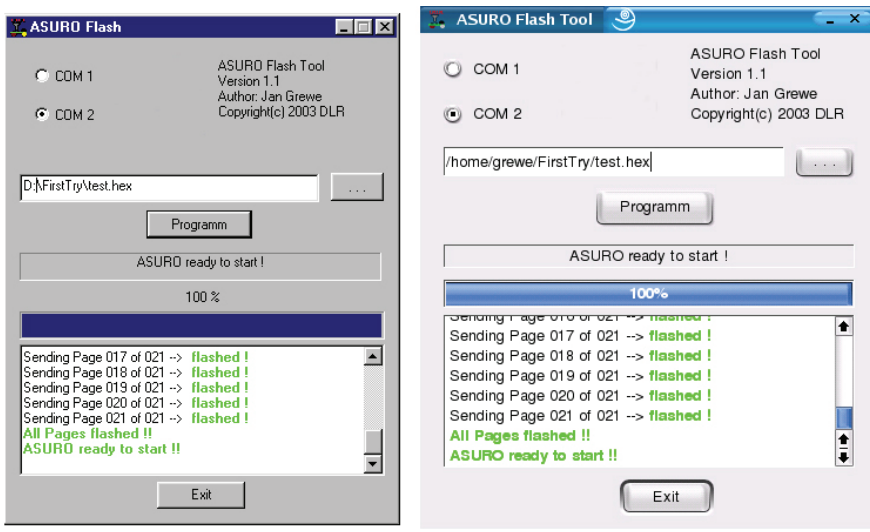 ASURO Flash
COM 1
COM 2
ASURO Flash Tool
Version 1.1
Author: Jan Grewe
Copyright(c) 2003 DLR
D:\FirstTry\test.hex
...
Programm
ASURO ready to start !
100 %
Sending Page 017 of 021 --> flashed !
Sending Page 018 of 021 --> flashed !
Sending Page 019 of 021 --> flashed !
Sending Page 020 of 021 --> flashed !
Sending Page 021 of 021 --> flashed !
All Pages flashed !!
ASURO ready to start !!
Exit
ASURO Flash Tool
COM 1
COM 2
ASURO Flash Tool
Version 1.1
Author: Jan Grewe
Copyright(c) 2003 DLR
/home/grewe/FirstTry/test.hex
...
Programm
ASURO ready to start !
100%
Sending Page 016 of 021 --> flashed !
Sending Page 017 of 021 --> flashed !
Sending Page 018 of 021 --> flashed !
Sending Page 019 of 021 --> flashed !
Sending Page 020 of 021 --> flashed !
Sending Page 021 of 021 --> flashed !
All Pages flashed !!
ASURO ready to start !!
Exit